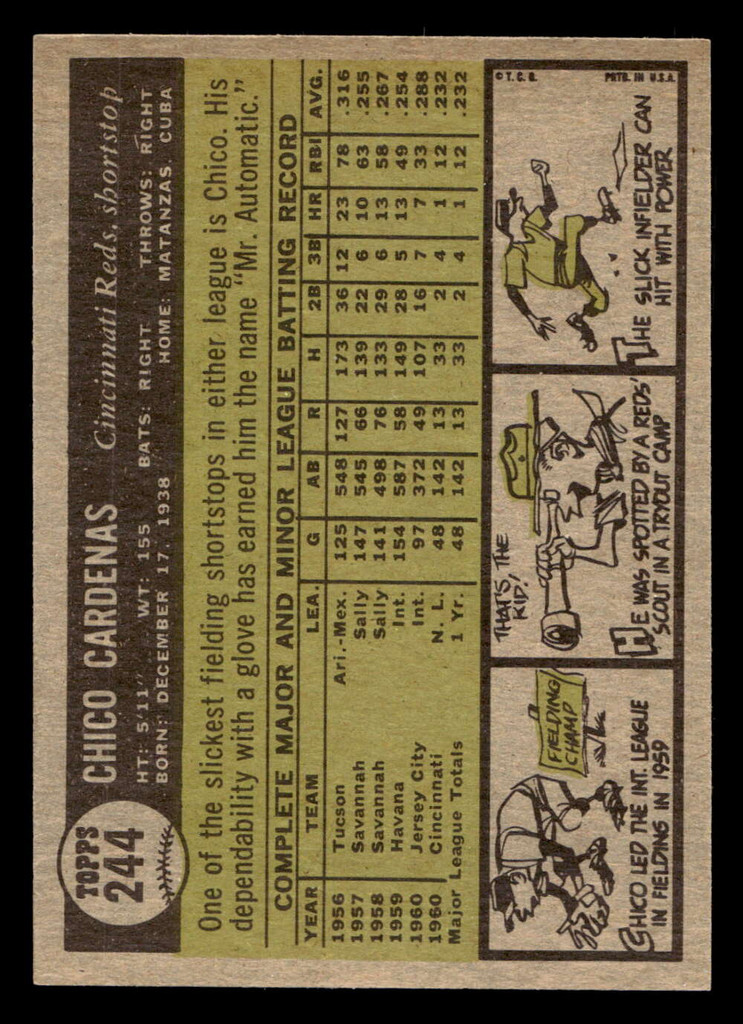 TOPPS
244
CHICO CARDENAS Cincinnati Reds, shortstop
HT: 5'11" WT: 155 BATS: RIGHT THROWS: RIGHT
BORN: DECEMBER 17, 1938 HOME: MATANZAS, CUBA
One of the slickest fielding shortstops in either league is Chico. His
dependability with a glove has earned him the name "Mr. Automatic."
COMPLETE MAJOR AND MINOR LEAGUE BATTING RECORD
YEAR TEAM LEA. G AB R H 2B 3B HR RBI AVG.
1956 Tucson Ari.-Mex. 125 548 127 173 36 12 23 78 .316
1957 Savannah Sally 147 545 66 139 22 6 10 63 .255
1958 Savannah Sally 141 498 76 133 29 6 13 58 .267
1959 Havana Int. 154 587 58 149 28 5 13 49 .254
1960 Jersey City Int. 97 372 49 107 16 7 7 33 .288
1960 Cincinnati N. L. 48 142 13 33 2 4 1 12 .232
Major League Totals 1 Yr. 48 142 13 33 2 4 1 12 .232
FIELDING
CHAMP
CHICO LED THE INT. LEAGUE
IN FIELDING IN 1959
THAT'S THE
KID!
HE WAS SPOTTED BY A REDS'
SCOUT IN A TRYOUT CAMP
© T. C. G. PRTD. IN U.S.A.
THE SLICK INFIELDER CAN
HIT WITH POWER